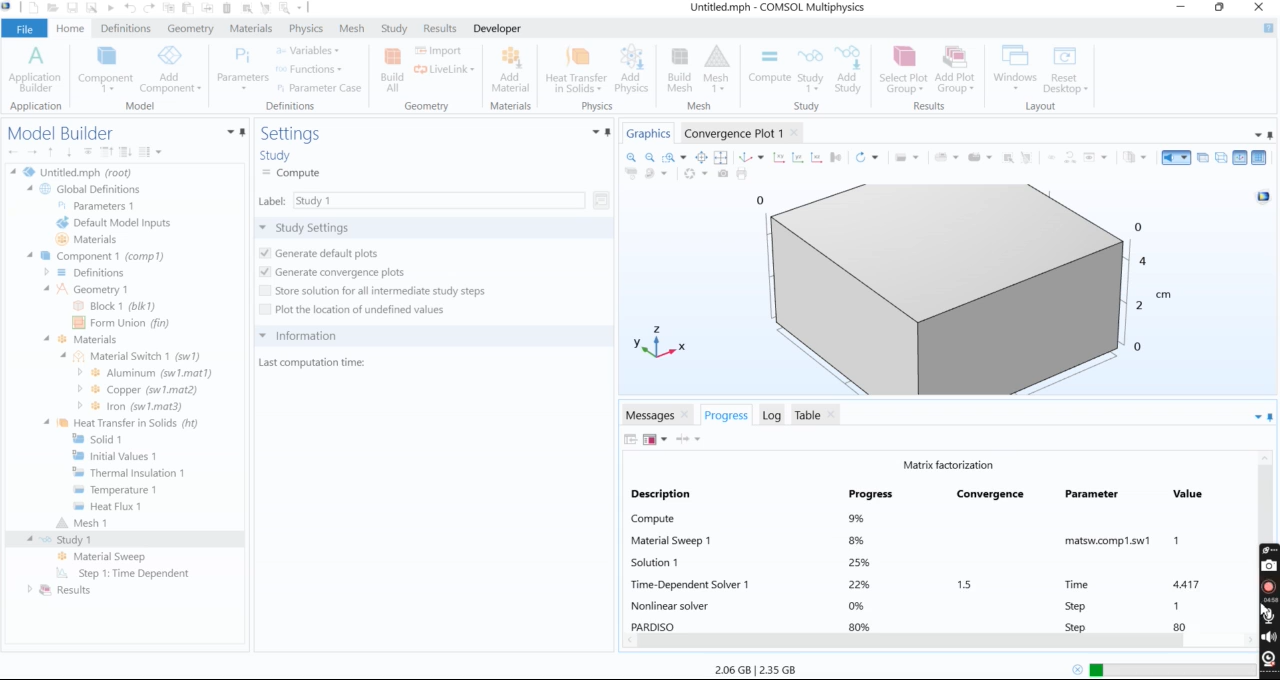 Untitled.mph - COMSOL Multiphysics
File Home Definitions Geometry Materials Physics Mesh Study Results Developer
A Application Builder
Application
Component 1
Add Component
Model
Pi Parameters
a= Variables
f(x) Functions
Pi Parameter Case
Definitions
Build All
Import
LiveLink
Geometry
Add Material
Materials
Heat Transfer in Solids
Add Physics
Physics
Build Mesh
Mesh 1
Mesh
Compute
Study 1
Add Study
Study
Select Plot Group
Add Plot Group
Results
Windows
Reset Desktop
Layout
Model Builder
Untitled.mph (root)
Global Definitions
Pi Parameters 1
Default Model Inputs
Materials
Component 1 (comp1)
Definitions
Geometry 1
Block 1 (blk1)
Form Union (fin)
Materials
Material Switch 1 (sw1)
Aluminum (sw1.mat1)
Copper (sw1.mat2)
Iron (sw1.mat3)
Heat Transfer in Solids (ht)
Solid 1
Initial Values 1
Thermal Insulation 1
Temperature 1
Heat Flux 1
Mesh 1
Study 1
Material Sweep
Step 1: Time Dependent
Results
Settings
Study
= Compute
Label: Study 1
Study Settings
Generate default plots
Generate convergence plots
Store solution for all intermediate study steps
Plot the location of undefined values
Information
Last computation time:
Graphics Convergence Plot 1
0
0
4
cm
2
0
z
y
x
Messages Progress Log Table
Matrix factorization
Description Progress Convergence Parameter Value
Compute 9%
Material Sweep 1 8% matsw.comp1.sw1 1
Solution 1 25%
Time-Dependent Solver 1 22% 1.5 Time 4.417
Nonlinear solver 0% Step 1
PARDISO 80% Step 80
04:58
2.06 GB | 2.35 GB